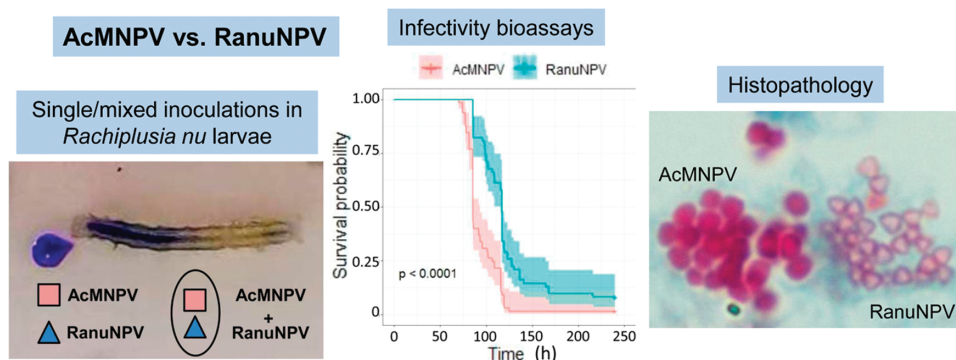 AcMNPV vs. RanuNPV
Single/mixed inoculations in
Rachiplusia nu larvae
AcMNPV
RanuNPV
AcMNPV
+
RanuNPV
Infectivity bioassays
AcMNPV RanuNPV
Survival probability
1.00
0.75
0.50
0.25
0
p < 0.0001
0 50 100 150 200 250
Time (h)
Histopathology
AcMNPV
RanuNPV